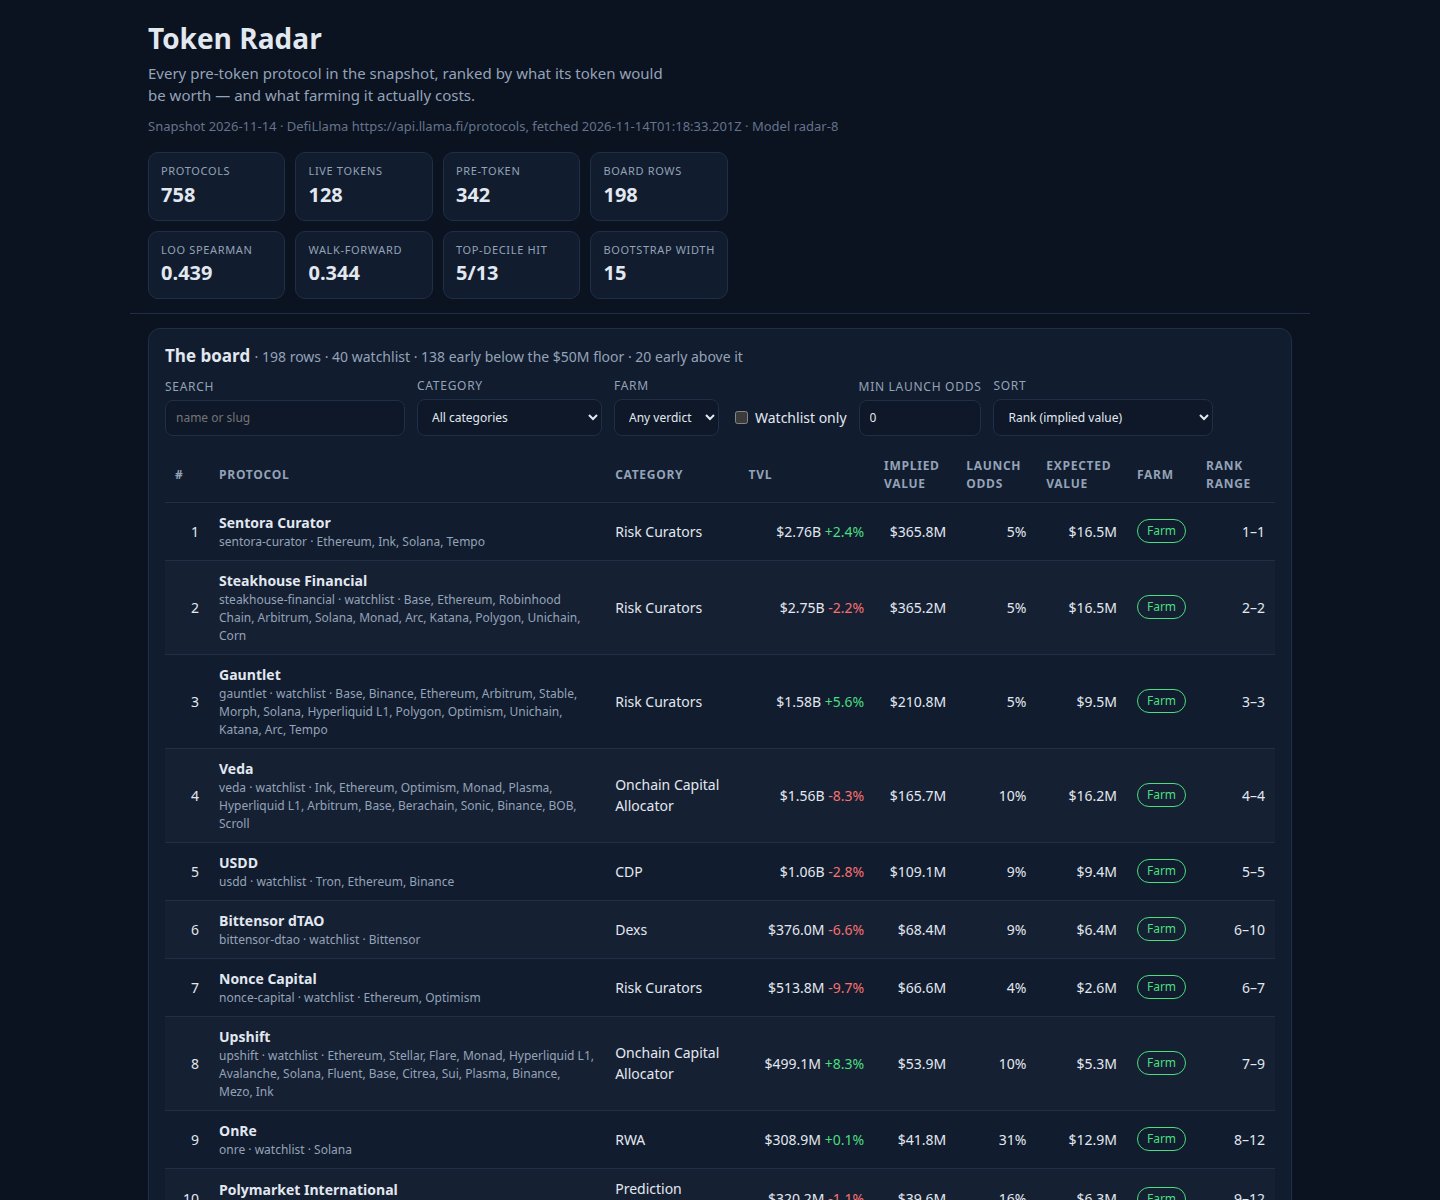 Token Radar
Every pre-token protocol in the snapshot, ranked by what its token would
be worth — and what farming it actually costs.
Snapshot 2026-11-14 · DefiLlama https://api.llama.fi/protocols, fetched 2026-11-14T01:18:33.201Z · Model radar-8
PROTOCOLS LIVE TOKENS PRE-TOKEN BOARD ROWS
758 128 342 198
LOO SPEARMAN WALK-FORWARD TOP-DECILE HIT BOOTSTRAP WIDTH
0.439 0.344 5/13 15
The board · 198 rows · 40 watchlist · 138 early below the $50M floor · 20 early above it
SEARCH CATEGORY FARM MIN LAUNCH ODDS SORT
name or slug All categories Any verdict Watchlist only 0 Rank (implied value)
# PROTOCOL CATEGORY TVL IMPLIED VALUE LAUNCH ODDS EXPECTED VALUE FARM RANK RANGE
Sentora Curator
1 Risk Curators $2.76B +2.4% $365.8M 5% $16.5M Farm 1–1
sentora-curator · Ethereum, Ink, Solana, Tempo
Steakhouse Financial
steakhouse-financial · watchlist · Base, Ethereum, Robinhood
2 Risk Curators $2.75B -2.2% $365.2M 5% $16.5M Farm 2–2
Chain, Arbitrum, Solana, Monad, Arc, Katana, Polygon, Unichain,
Corn
Gauntlet
gauntlet · watchlist · Base, Binance, Ethereum, Arbitrum, Stable,
3 Risk Curators $1.58B +5.6% $210.8M 5% $9.5M Farm 3–3
Morph, Solana, Hyperliquid L1, Polygon, Optimism, Unichain,
Katana, Arc, Tempo
Veda
veda · watchlist · Ink, Ethereum, Optimism, Monad, Plasma,
4 Onchain Capital Allocator $1.56B -8.3% $165.7M 10% $16.2M Farm 4–4
Hyperliquid L1, Arbitrum, Base, Berachain, Sonic, Binance, BOB,
Scroll
USDD
5 CDP $1.06B -2.8% $109.1M 9% $9.4M Farm 5–5
usdd · watchlist · Tron, Ethereum, Binance
Bittensor dTAO
6 Dexs $376.0M -6.6% $68.4M 9% $6.4M Farm 6–10
bittensor-dtao · watchlist · Bittensor
Nonce Capital
7 Risk Curators $513.8M -9.7% $66.6M 4% $2.6M Farm 6–7
nonce-capital · watchlist · Ethereum, Optimism
Upshift
upshift · watchlist · Ethereum, Stellar, Flare, Monad, Hyperliquid L1,
8 Onchain Capital Allocator $499.1M +8.3% $53.9M 10% $5.3M Farm 7–9
Avalanche, Solana, Fluent, Base, Citrea, Sui, Plasma, Binance,
Mezo, Ink
OnRe
9 RWA $308.9M +0.1% $41.8M 31% $12.9M Farm 8–12
onre · watchlist · Solana
Polymarket International Prediction
10 $320.2M -1.1% $39.6M 16% $6.3M Farm 9–12